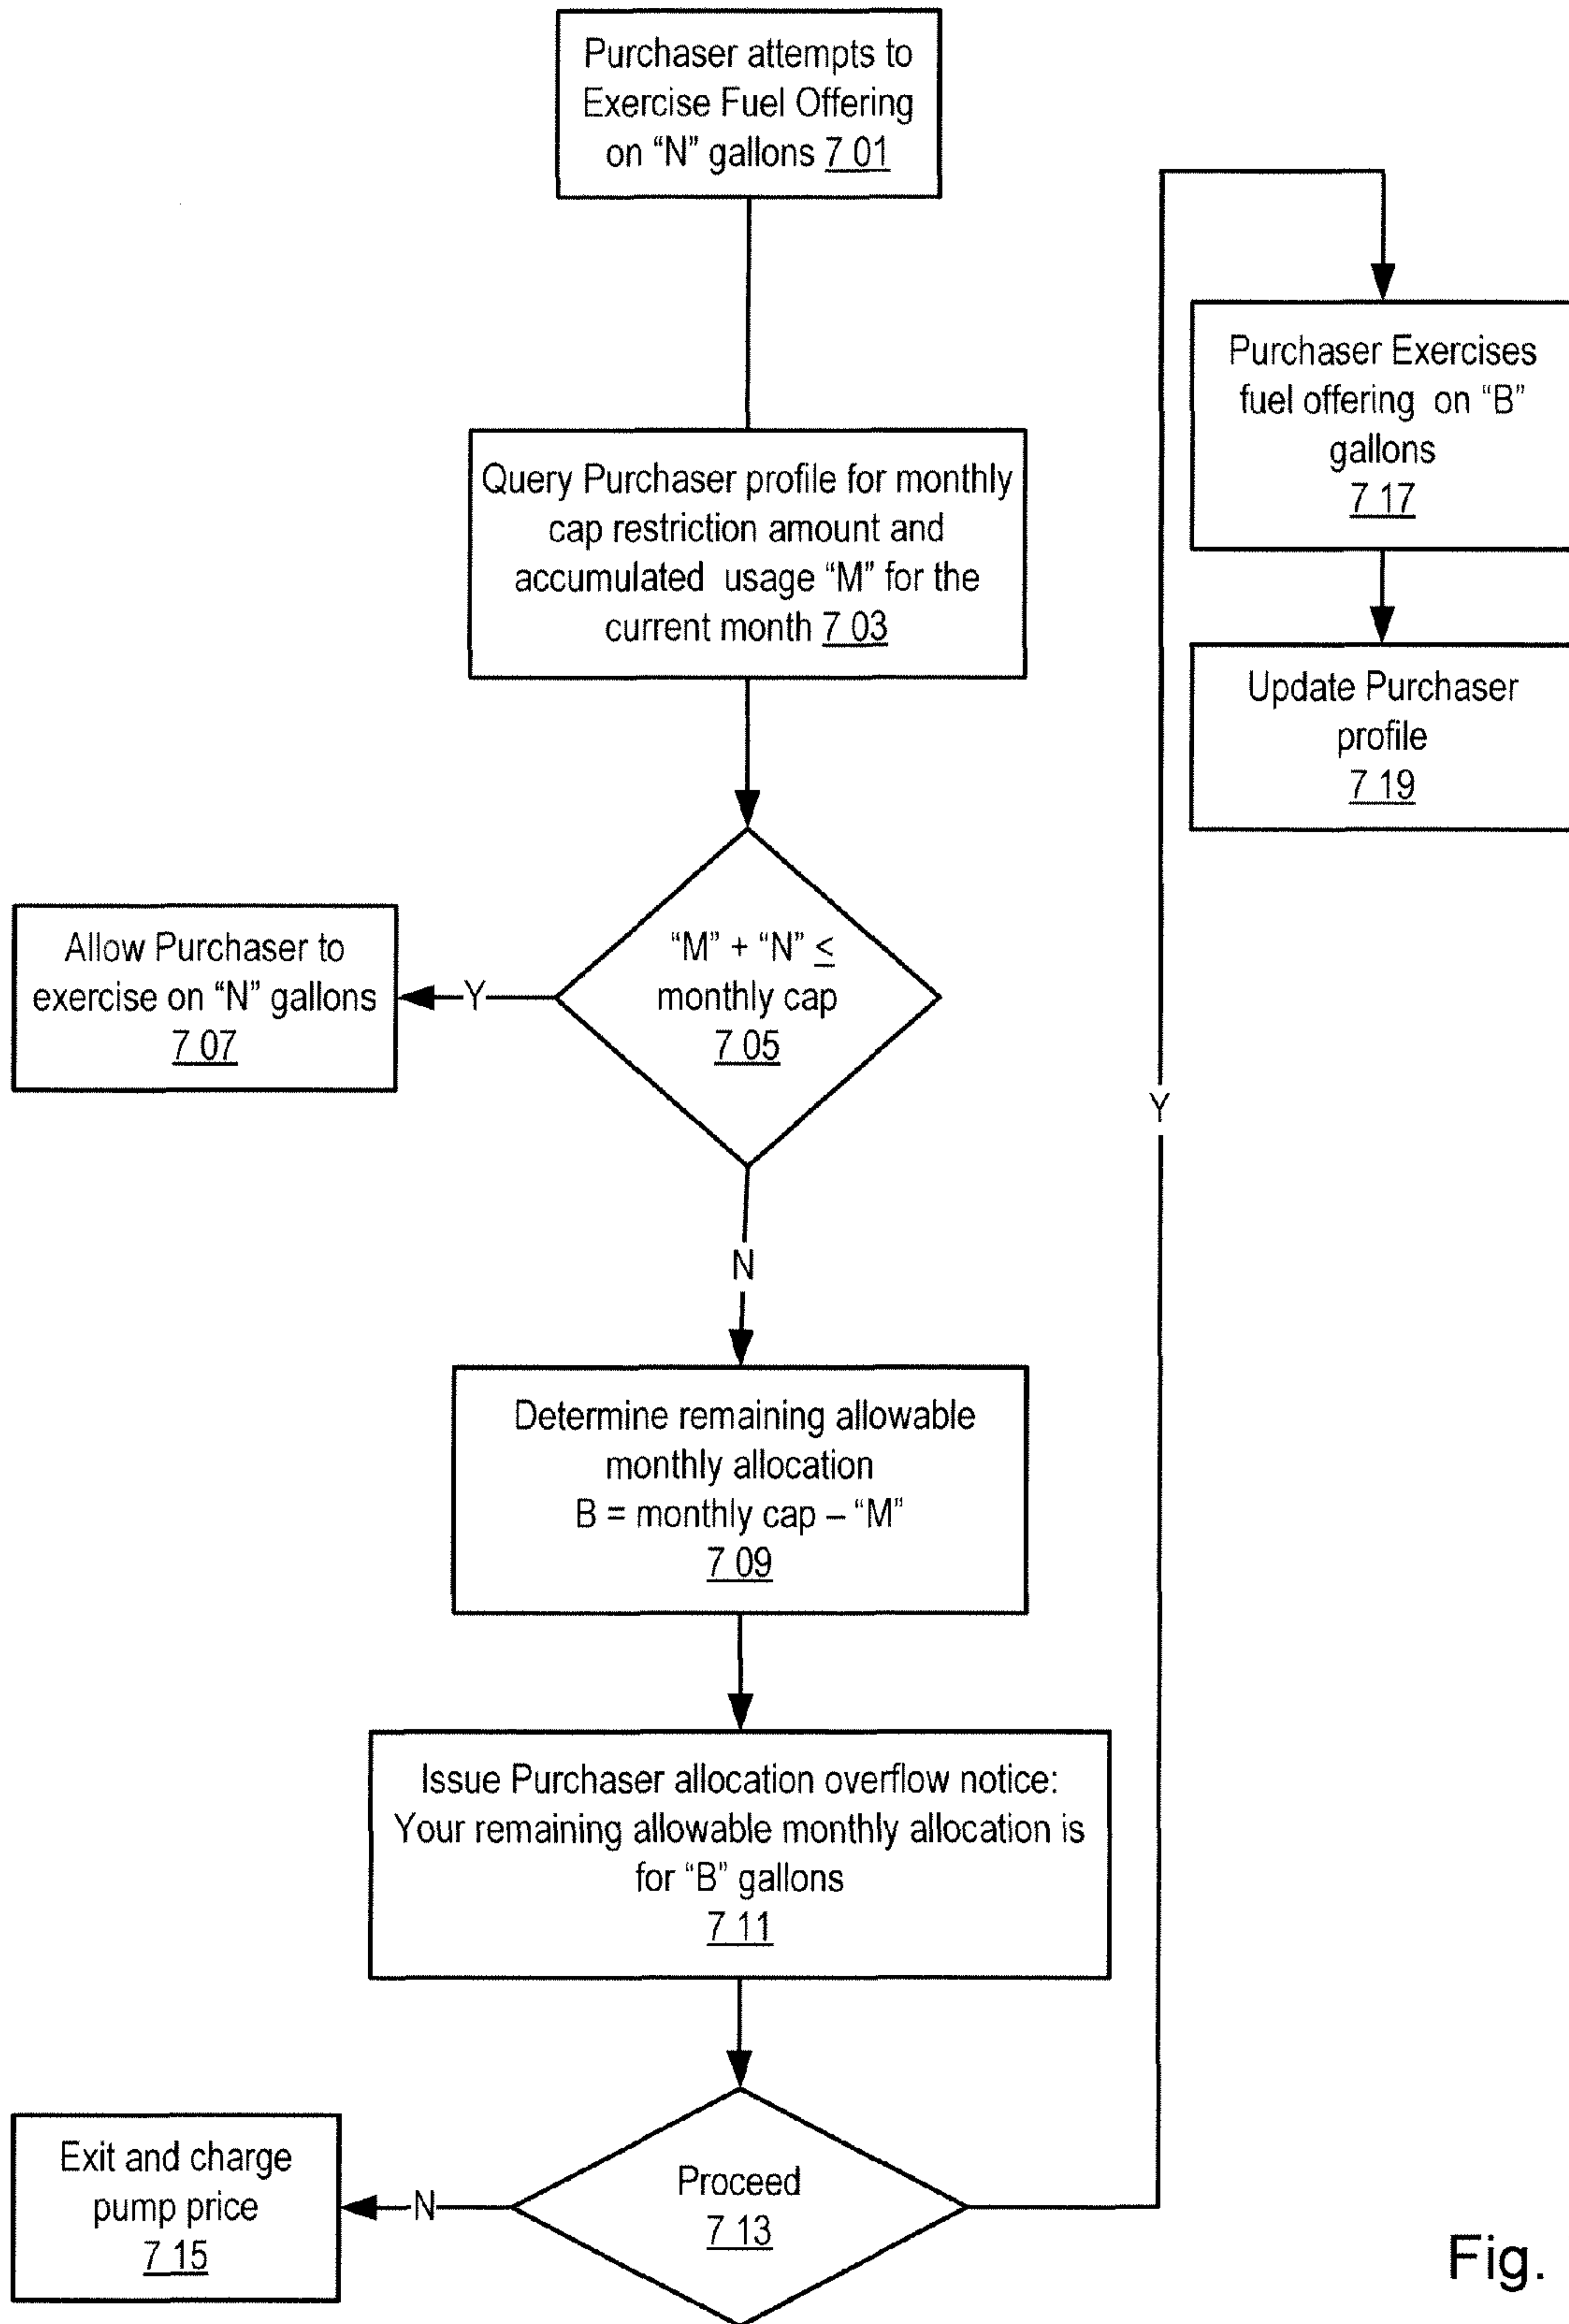 Purchaser attempts to
Exercise Fuel Offering
on “N” gallons 7 01
Query Purchaser profile for monthly
cap restriction amount and
accumulated usage “M” for the
current month 7 03
“M” + “N” ≤
monthly cap
7 05
Y
Allow Purchaser to
exercise on “N” gallons
7 07
N
Determine remaining allowable
monthly allocation
B = monthly cap – “M”
7 09
Issue Purchaser allocation overflow notice:
Your remaining allowable monthly allocation is
for “B” gallons
7 11
Proceed
7 13
N
Exit and charge
pump price
7 15
Y
Purchaser Exercises
fuel offering on “B”
gallons
7 17
Update Purchaser
profile
7 19
Fig.